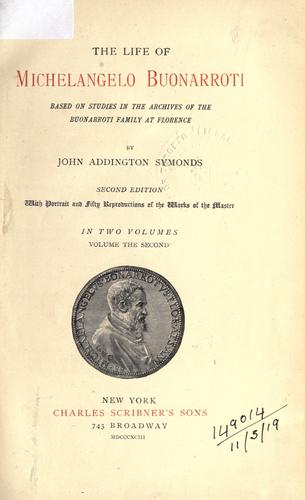 THE LIFE OF
MICHELANGELO BUONARROTI
BASED ON STUDIES IN THE ARCHIVES OF THE
BUONARROTI FAMILY AT FLORENCE
BY
JOHN ADDINGTON SYMONDS
SECOND EDITION
With Portrait and Fifty Reproductions of the Works of the Master
IN TWO VOLUMES
VOLUME THE SECOND
NEW YORK
CHARLES SCRIBNER'S SONS
743 BROADWAY
MDCCCXCIII
149014
11/3/19